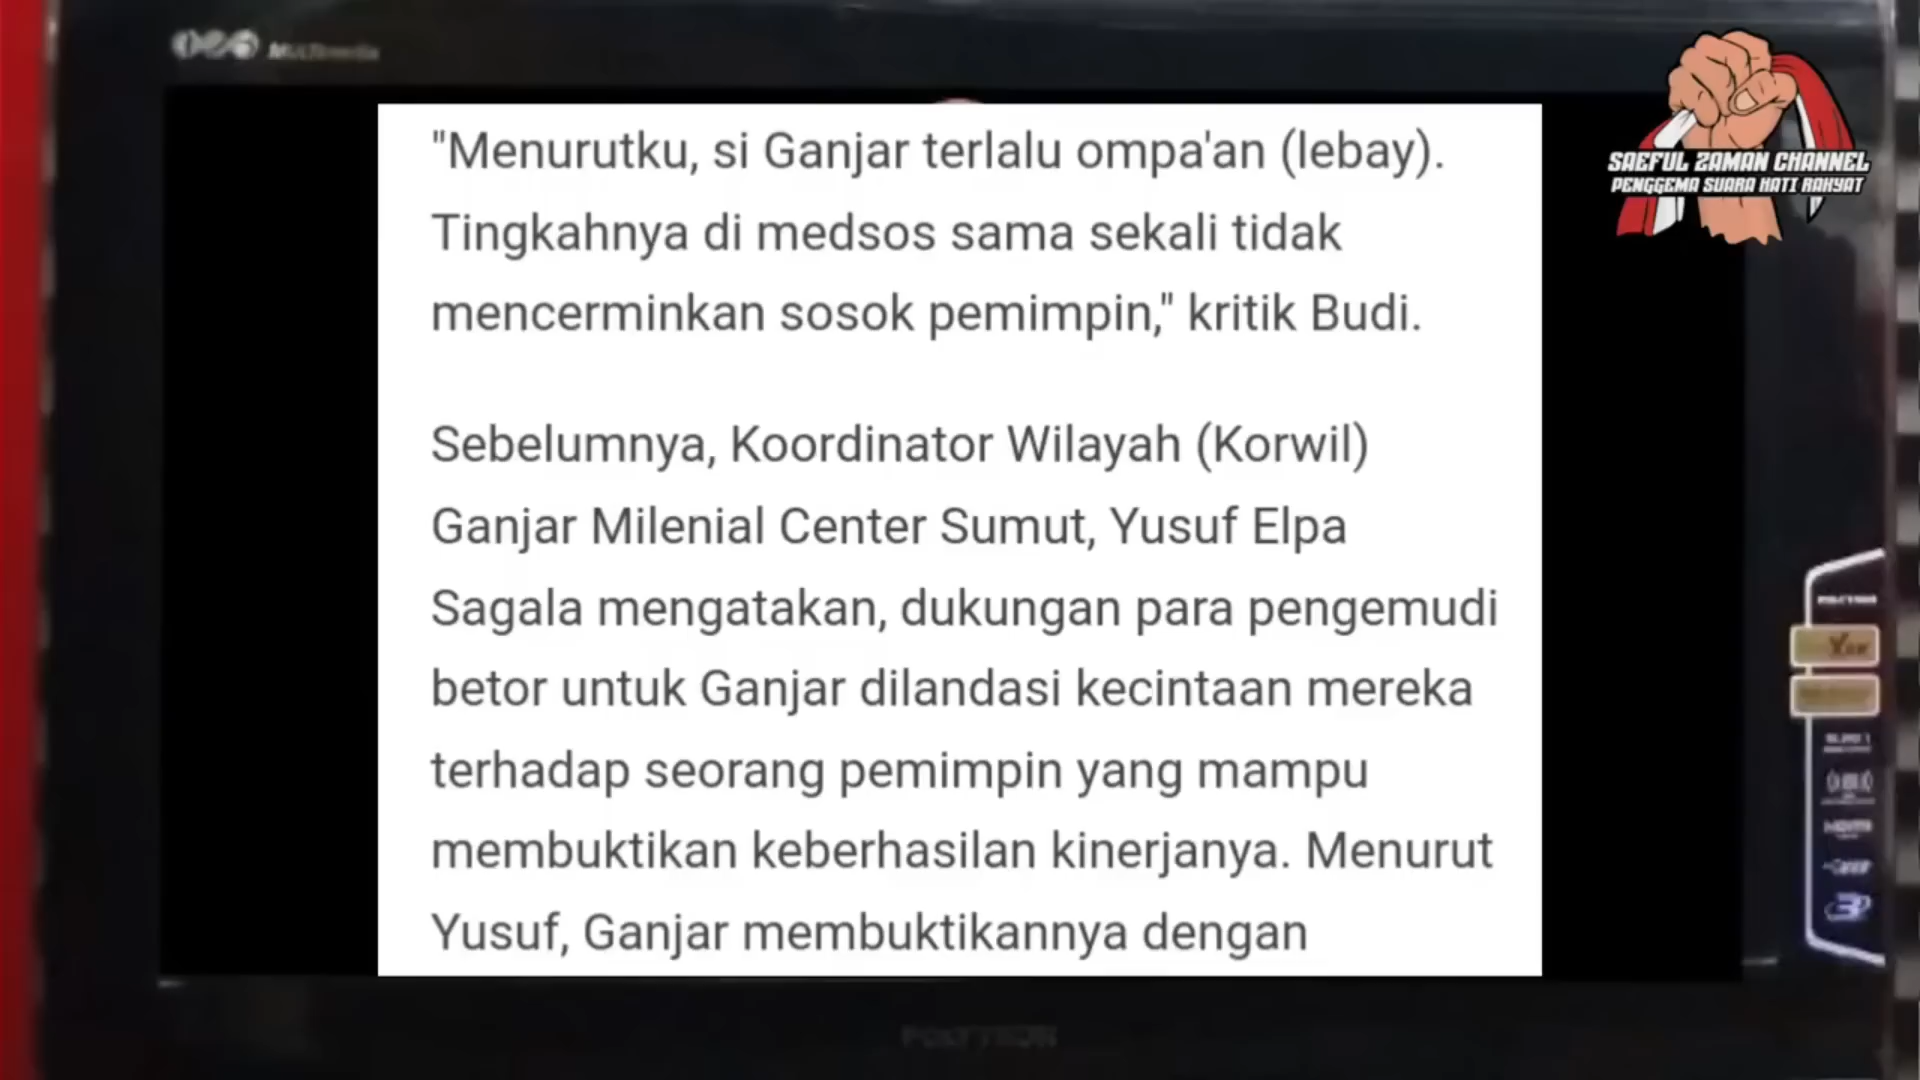 Multimedia
SAEFUL ZAMAN CHANNEL
PENGGEMA SUARA HATI RAKYAT
"Menurutku, si Ganjar terlalu ompa'an (lebay).
Tingkahnya di medsos sama sekali tidak
mencerminkan sosok pemimpin," kritik Budi.
Sebelumnya, Koordinator Wilayah (Korwil)
Ganjar Milenial Center Sumut, Yusuf Elpa
Sagala mengatakan, dukungan para pengemudi
betor untuk Ganjar dilandasi kecintaan mereka
terhadap seorang pemimpin yang mampu
membuktikan keberhasilan kinerjanya. Menurut
Yusuf, Ganjar membuktikannya dengan
POLYTRON
HDMI